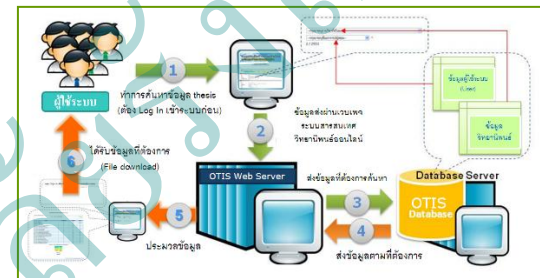 ผู้ใช้ระบบ
1
ทำการค้นหาข้อมูล thesis
(ต้อง Log In เข้าระบบก่อน)
2
ข้อมูลส่งผ่านเวบเพจ
ระบบสารสนเทศ
วิทยานิพนธ์ออนไลน์
ข้อมูลผู้ใช้ระบบ
(User)
ข้อมูล
วิทยานิพนธ์
6
ได้รับข้อมูลที่ต้องการ
(File download)
OTIS Web Server
ส่งข้อมูลที่ต้องการค้นหา
3
Database Server
OTIS
Database
5
4
ประมวลข้อมูล
ส่งข้อมูลตามที่ต้องการ